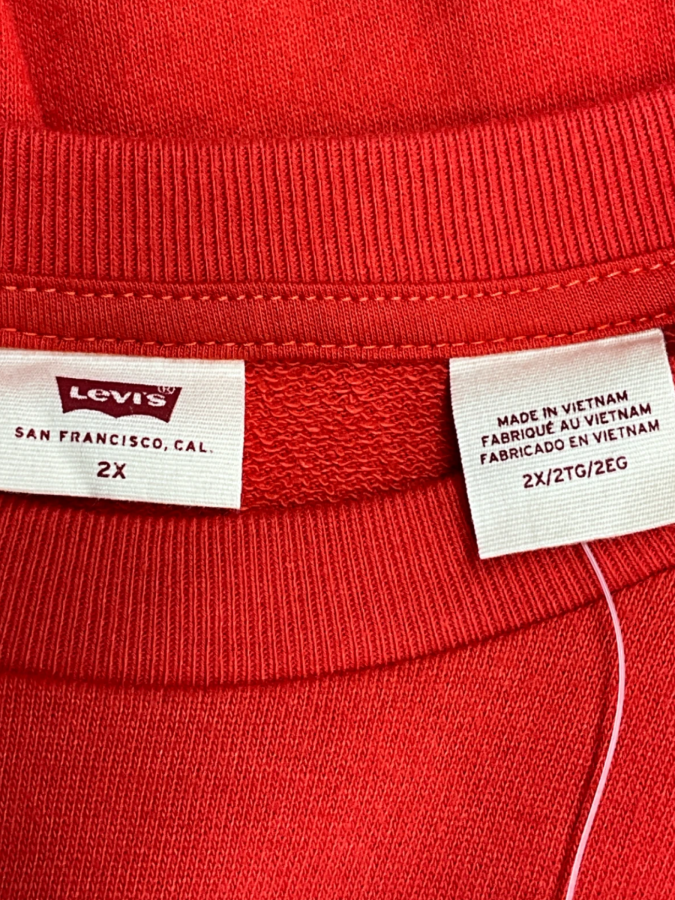 Levi's®
SAN FRANCISCO, CAL.
2X
MADE IN VIETNAM
FABRIQUÉ AU VIETNAM
FABRICADO EN VIETNAM
2X/2TG/2EG